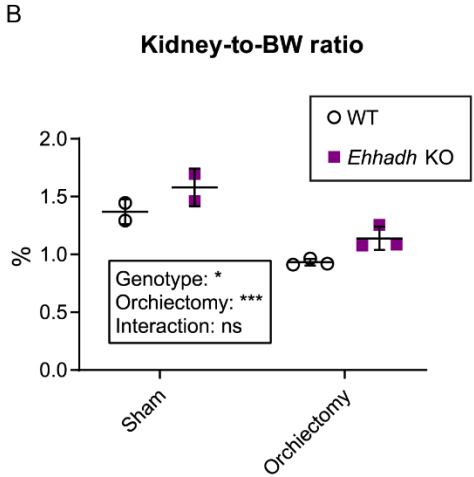 B
Kidney-to-BW ratio
WT
Ehhadh KO
2.0
1.5
1.0
0.5
0.0
%
Genotype: *
Orchiectomy: ***
Interaction: ns
Sham
Orchiectomy